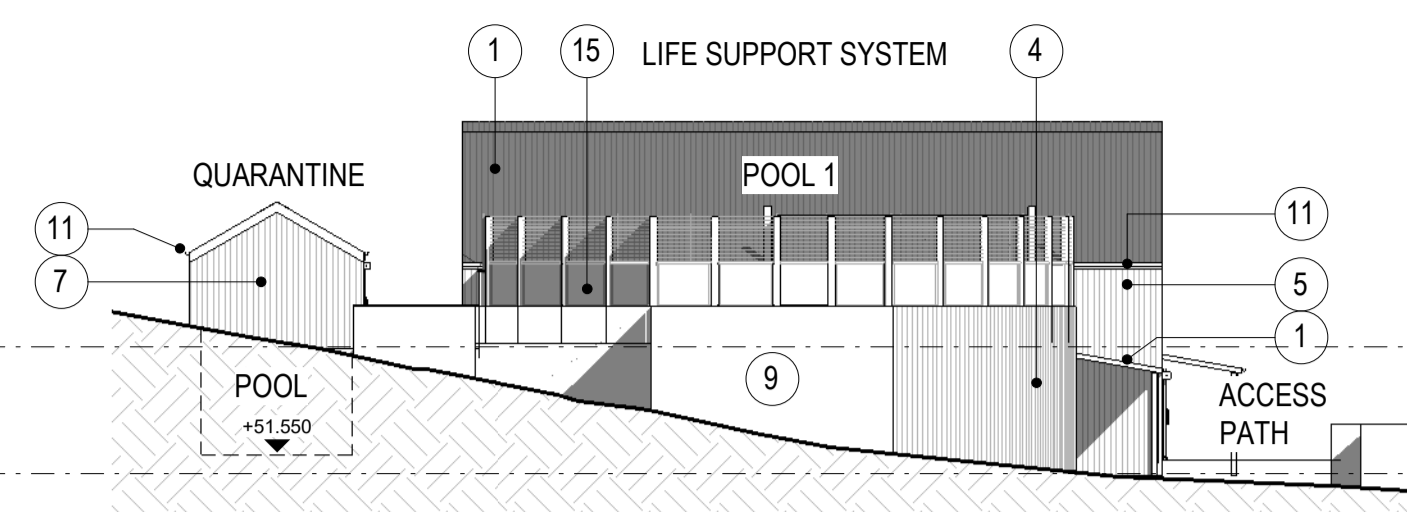 1
15
LIFE SUPPORT SYSTEM
4
QUARANTINE
POOL 1
11
7
11
5
1
POOL
+51.550
9
ACCESS
PATH